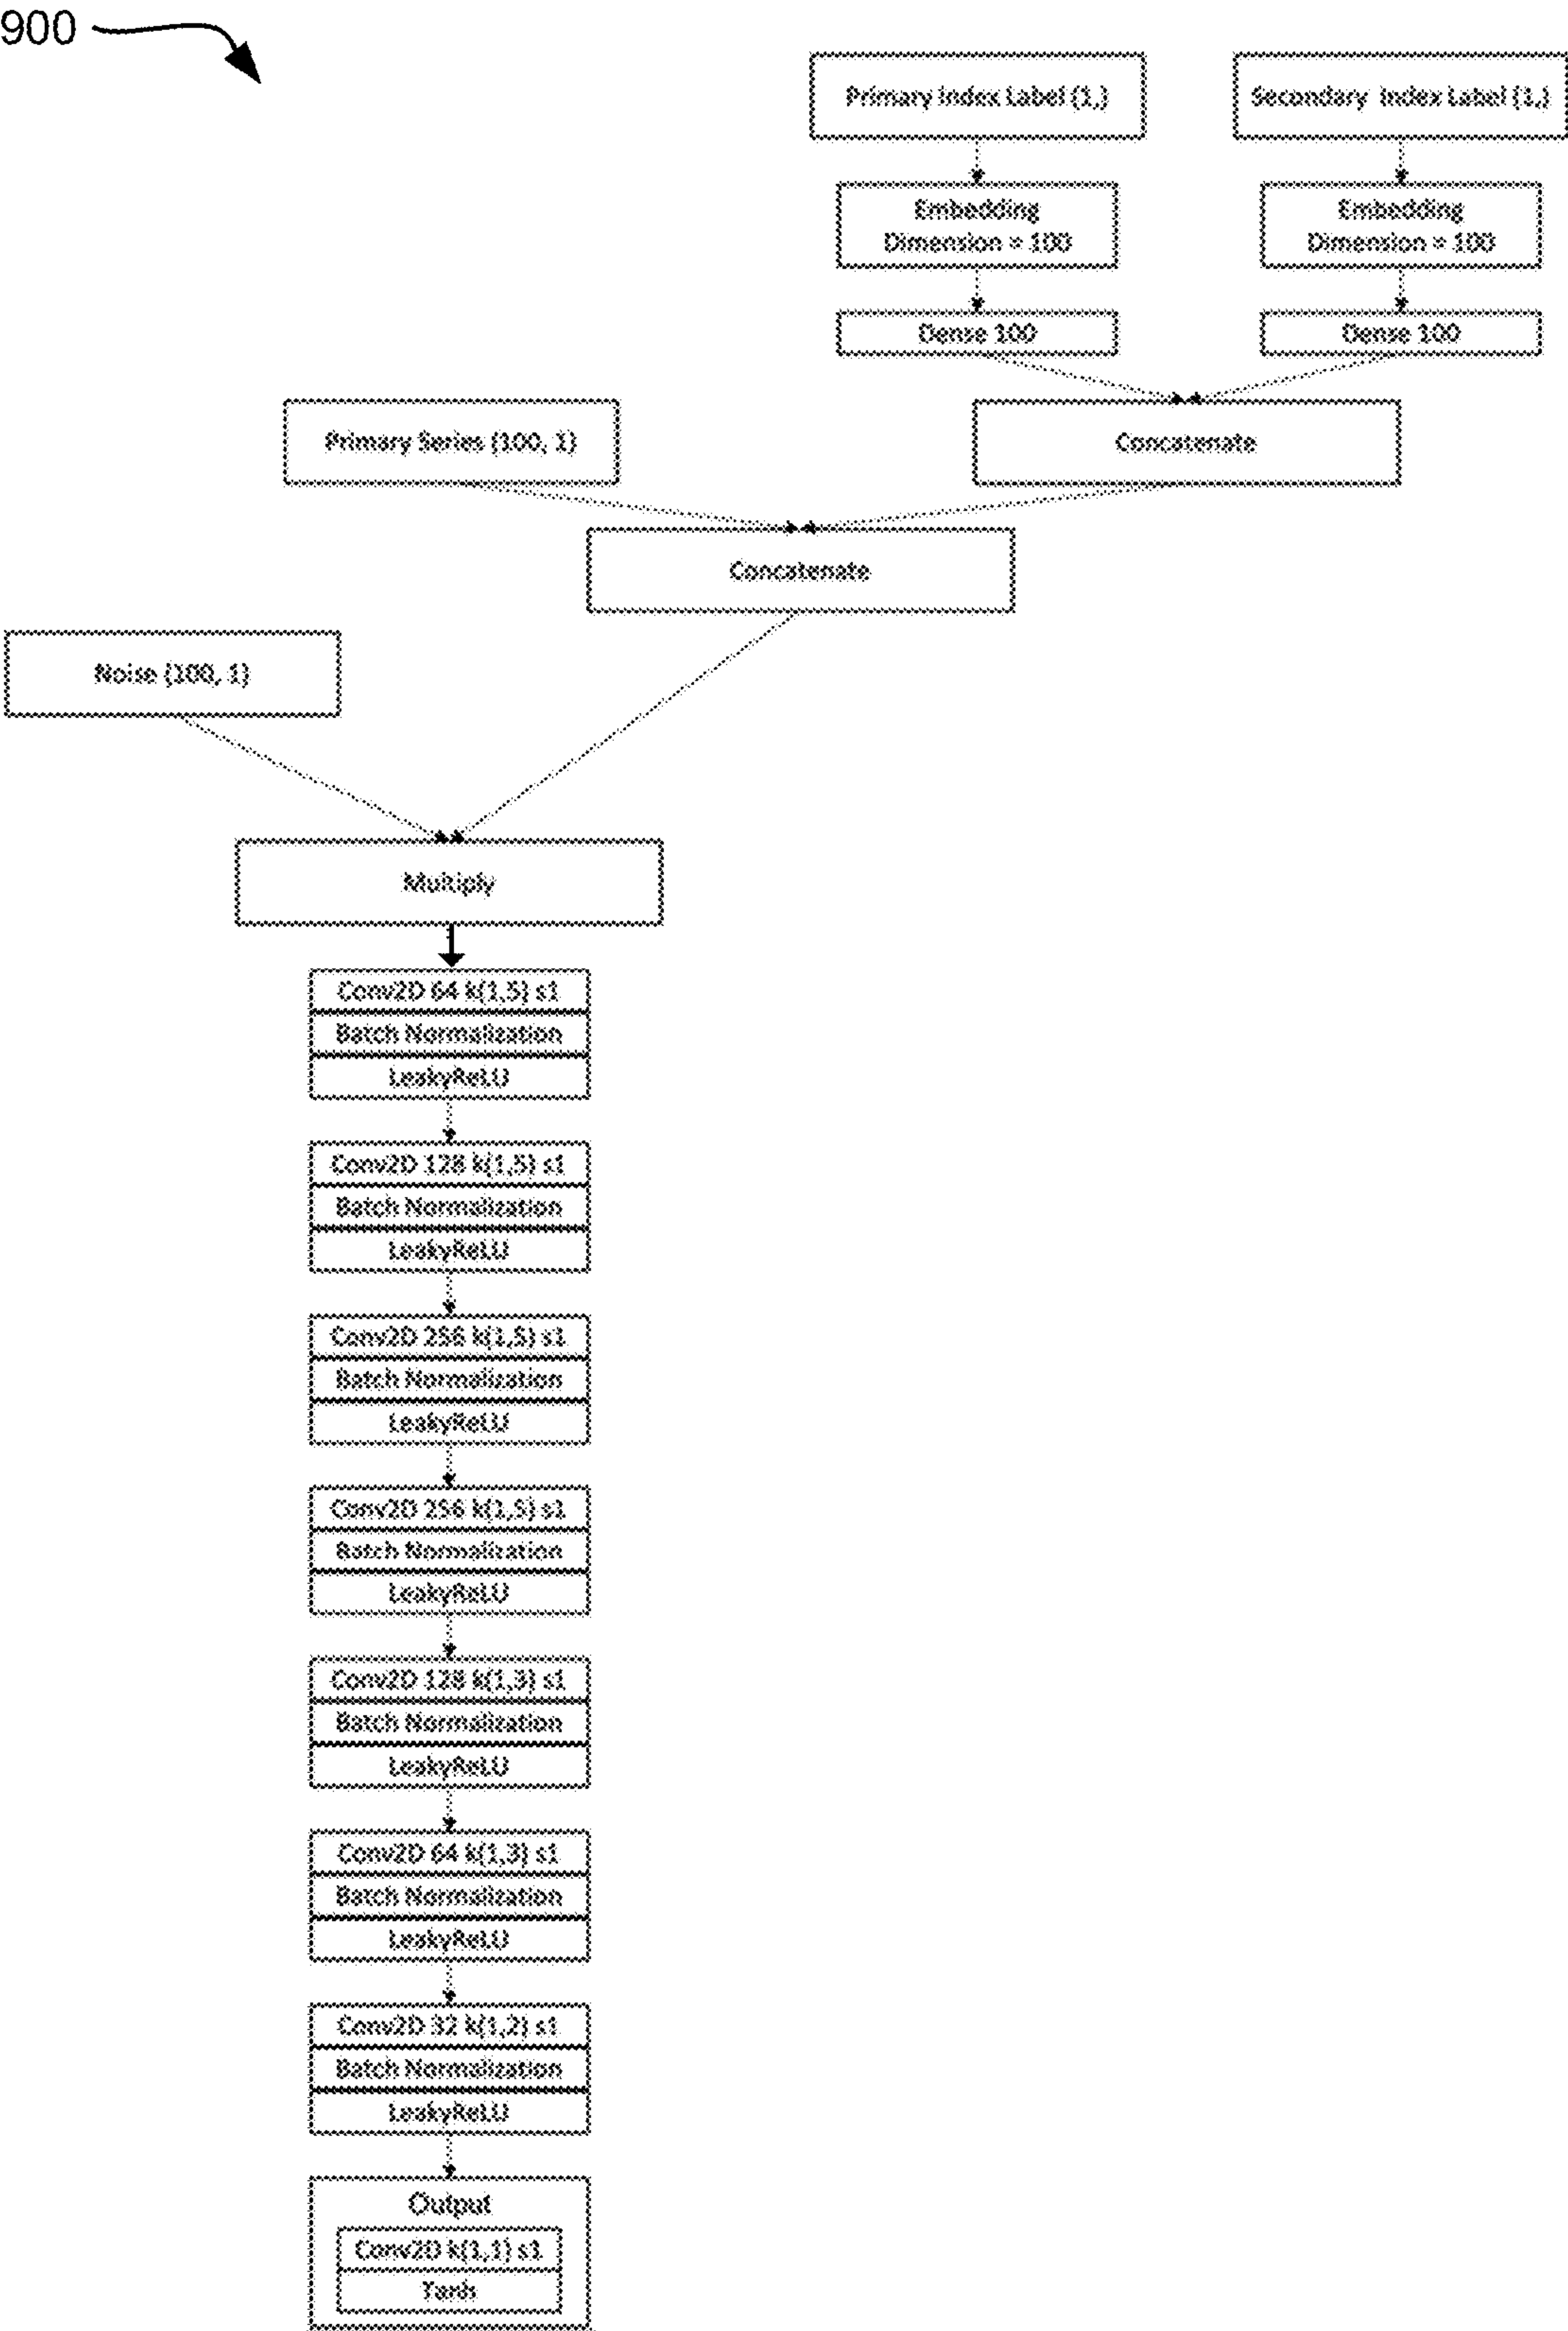 900
Primary Index Label (1,)
Secondary Index Label (1,)
Embedding
Dimension = 100
Embedding
Dimension = 100
Dense 100
Dense 100
Primary Series (100, 1)
Concatenate
Concatenate
Noise (100, 1)
Multiply
Conv2D 64 k(1,5) s1
Batch Normalization
LeakyReLU
Conv2D 128 k(1,5) s1
Batch Normalization
LeakyReLU
Conv2D 256 k(1,5) s1
Batch Normalization
LeakyReLU
Conv2D 256 k(1,5) s1
Batch Normalization
LeakyReLU
Conv2D 128 k(1,3) s1
Batch Normalization
LeakyReLU
Conv2D 64 k(1,3) s1
Batch Normalization
LeakyReLU
Conv2D 32 k(1,2) s1
Batch Normalization
LeakyReLU
Output
Conv2D k(1,1) s1
Tanh